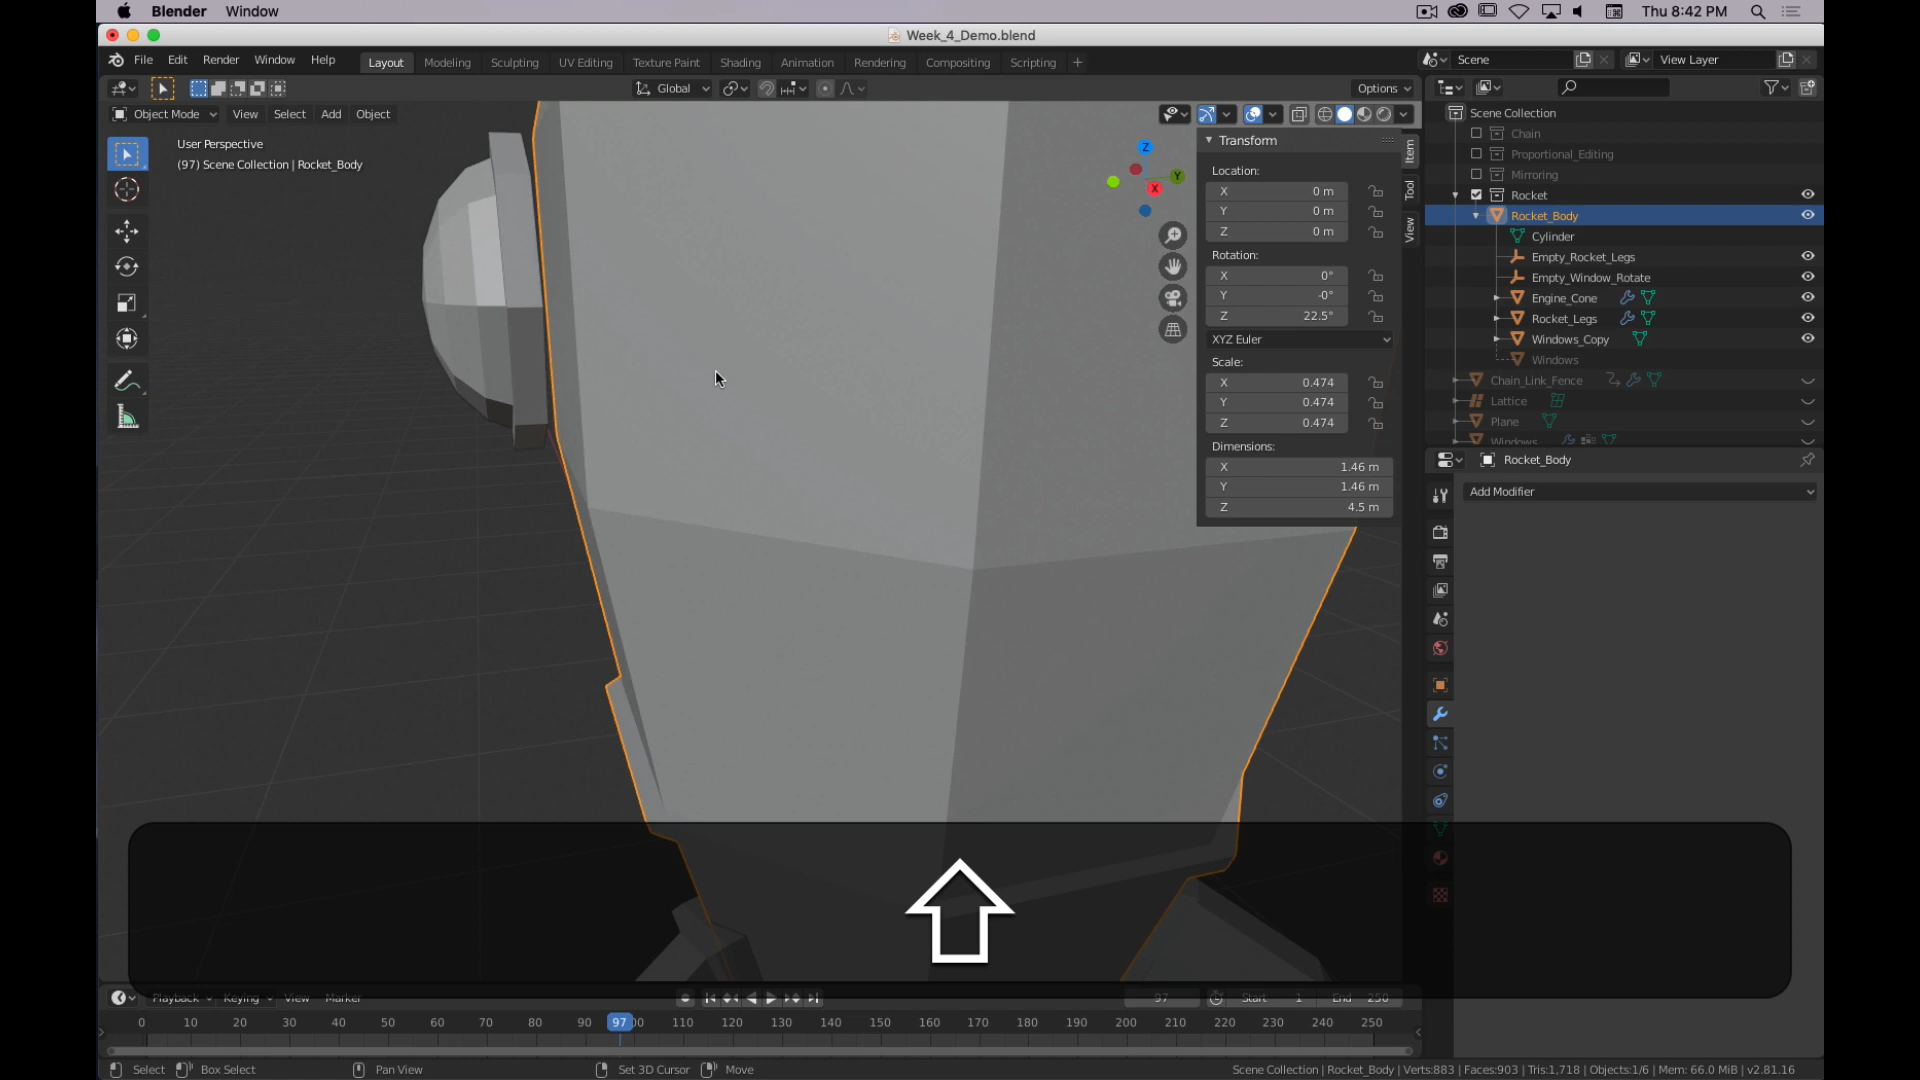 Blender Window
Thu 8:42 PM
Week_4_Demo.blend
File Edit Render Window Help
Layout Modeling Sculpting UV Editing Texture Paint Shading Animation Rendering Compositing Scripting +
Scene
View Layer
Global
Options
Object Mode View Select Add Object
User Perspective
(97) Scene Collection | Rocket_Body
Z
Y
X
Transform
Location:
X 0 m
Y 0 m
Z 0 m
Rotation:
X 0°
Y -0°
Z 22.5°
XYZ Euler
Scale:
X 0.474
Y 0.474
Z 0.474
Dimensions:
X 1.46 m
Y 1.46 m
Z 4.5 m
Item
Tool
View
Scene Collection
Chain
Proportional_Editing
Mirroring
Rocket
Rocket_Body
Cylinder
Empty_Rocket_Legs
Empty_Window_Rotate
Engine_Cone
Rocket_Legs
Windows_Copy
Windows
Chain_Link_Fence
Lattice
Plane
Windows
Rocket_Body
Add Modifier
Playback Keying View Marker
97
Start 1
End 250
0 10 20 30 40 50 60 70 80 90 97 00 110 120 130 140 150 160 170 180 190 200 210 220 230 240 250
Select Box Select Pan View Set 3D Cursor Move
Scene Collection | Rocket_Body | Verts:883 | Faces:903 | Tris:1,718 | Objects:1/6 | Mem: 66.0 MiB | v2.81.16